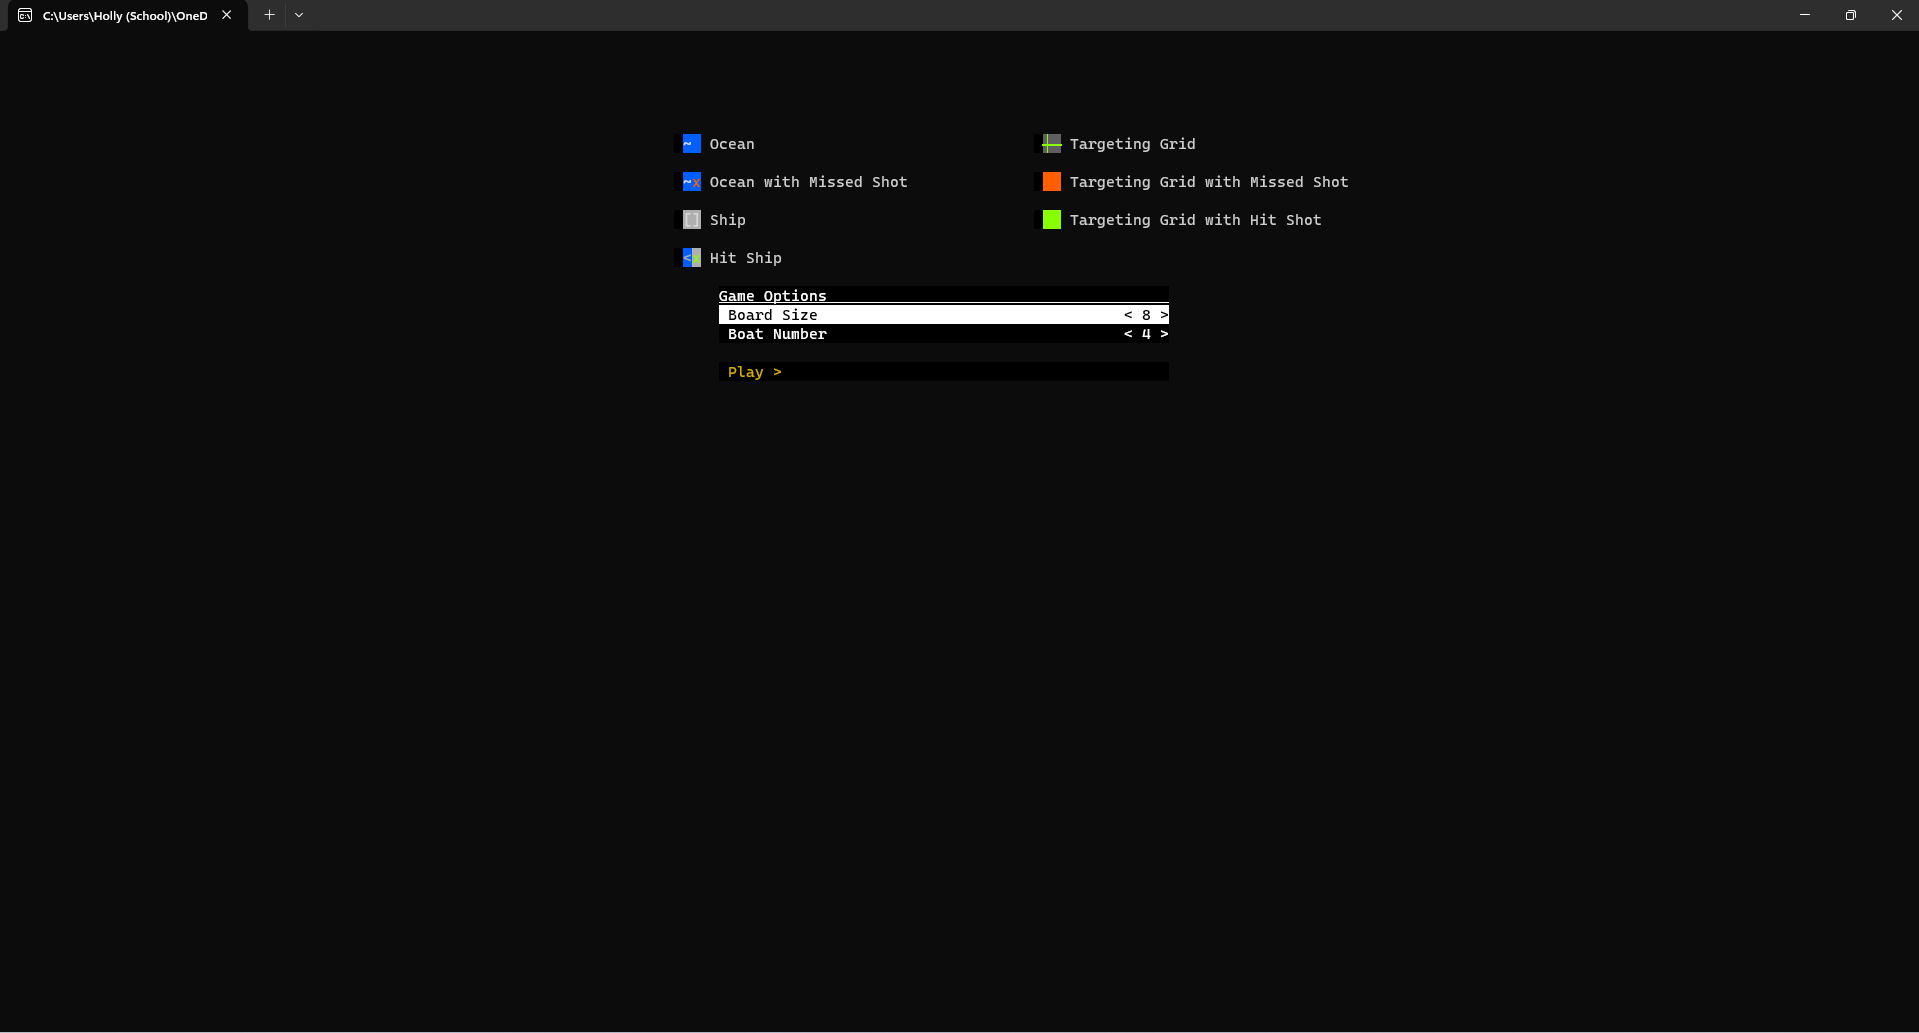 C:\Users\Holly (School)\OneD
~ Ocean
Targeting Grid
~x Ocean with Missed Shot
Targeting Grid with Missed Shot
[] Ship
Targeting Grid with Hit Shot
<x Hit Ship
Game Options
Board Size < 8 >
Boat Number < 4 >
Play >